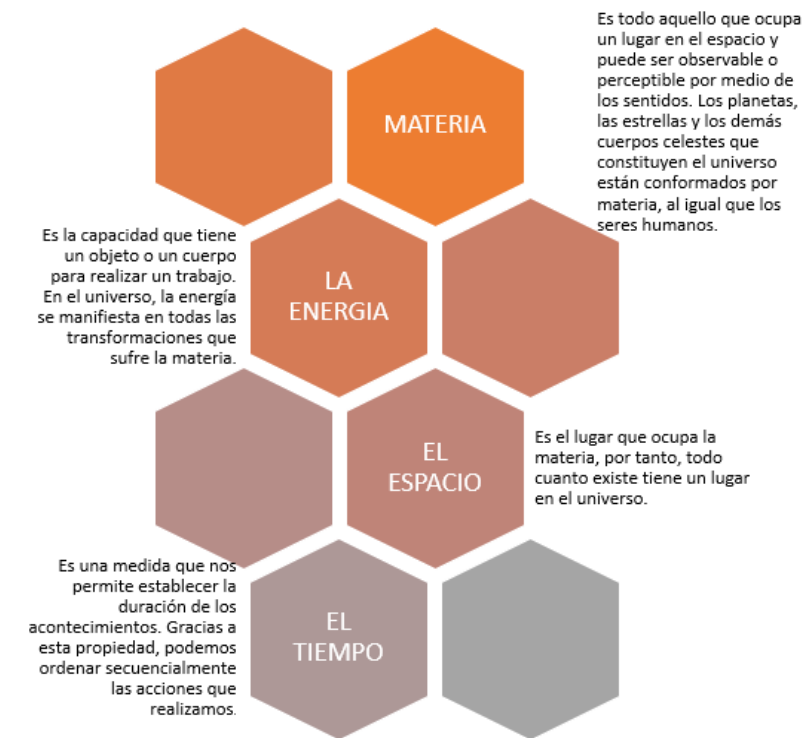 MATERIA
Es todo aquello que ocupa
un lugar en el espacio y
puede ser observable o
perceptible por medio de
los sentidos. Los planetas,
las estrellas y los demás
cuerpos celestes que
constituyen el universo
están conformados por
materia, al igual que los
seres humanos.
LA
ENERGIA
Es la capacidad que tiene
un objeto o un cuerpo
para realizar un trabajo.
En el universo, la energía
se manifiesta en todas las
transformaciones que
sufre la materia.
EL
ESPACIO
Es el lugar que ocupa la
materia, por tanto, todo
cuanto existe tiene un lugar
en el universo.
EL
TIEMPO
Es una medida que nos
permite establecer la
duración de los
acontecimientos. Gracias a
esta propiedad, podemos
ordenar secuencialmente
las acciones que
realizamos.